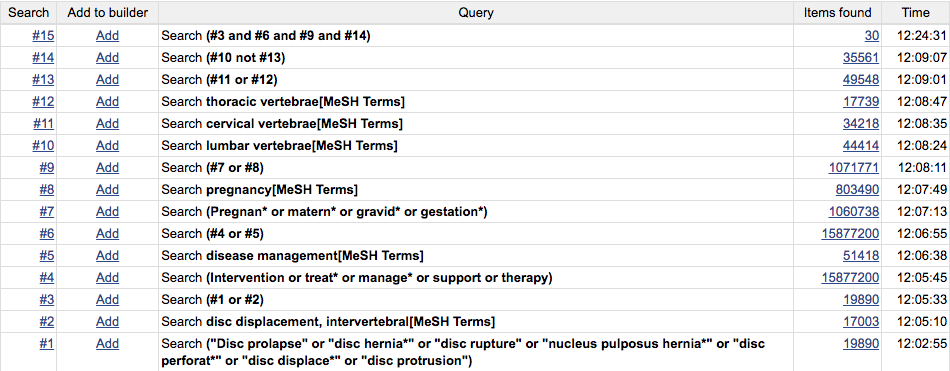 Search Add to builder Query Items found Time
#15 Add Search (#3 and #6 and #9 and #14) 30 12:24:31
#14 Add Search (#10 not #13) 35561 12:09:07
#13 Add Search (#11 or #12) 49548 12:09:01
#12 Add Search thoracic vertebrae[MeSH Terms] 17739 12:08:47
#11 Add Search cervical vertebrae[MeSH Terms] 34218 12:08:35
#10 Add Search lumbar vertebrae[MeSH Terms] 44414 12:08:24
#9 Add Search (#7 or #8) 1071771 12:08:11
#8 Add Search pregnancy[MeSH Terms] 803490 12:07:49
#7 Add Search (Pregnan* or matern* or gravid* or gestation*) 1060738 12:07:13
#6 Add Search (#4 or #5) 15877200 12:06:55
#5 Add Search disease management[MeSH Terms] 51418 12:06:38
#4 Add Search (Intervention or treat* or manage* or support or therapy) 15877200 12:05:45
#3 Add Search (#1 or #2) 19890 12:05:33
#2 Add Search disc displacement, intervertebral[MeSH Terms] 17003 12:05:10
#1 Add Search ("Disc prolapse" or "disc hernia*" or "disc rupture" or "nucleus pulposus hernia*" or "disc 19890 12:02:55
perforat*" or "disc displace*" or "disc protrusion")